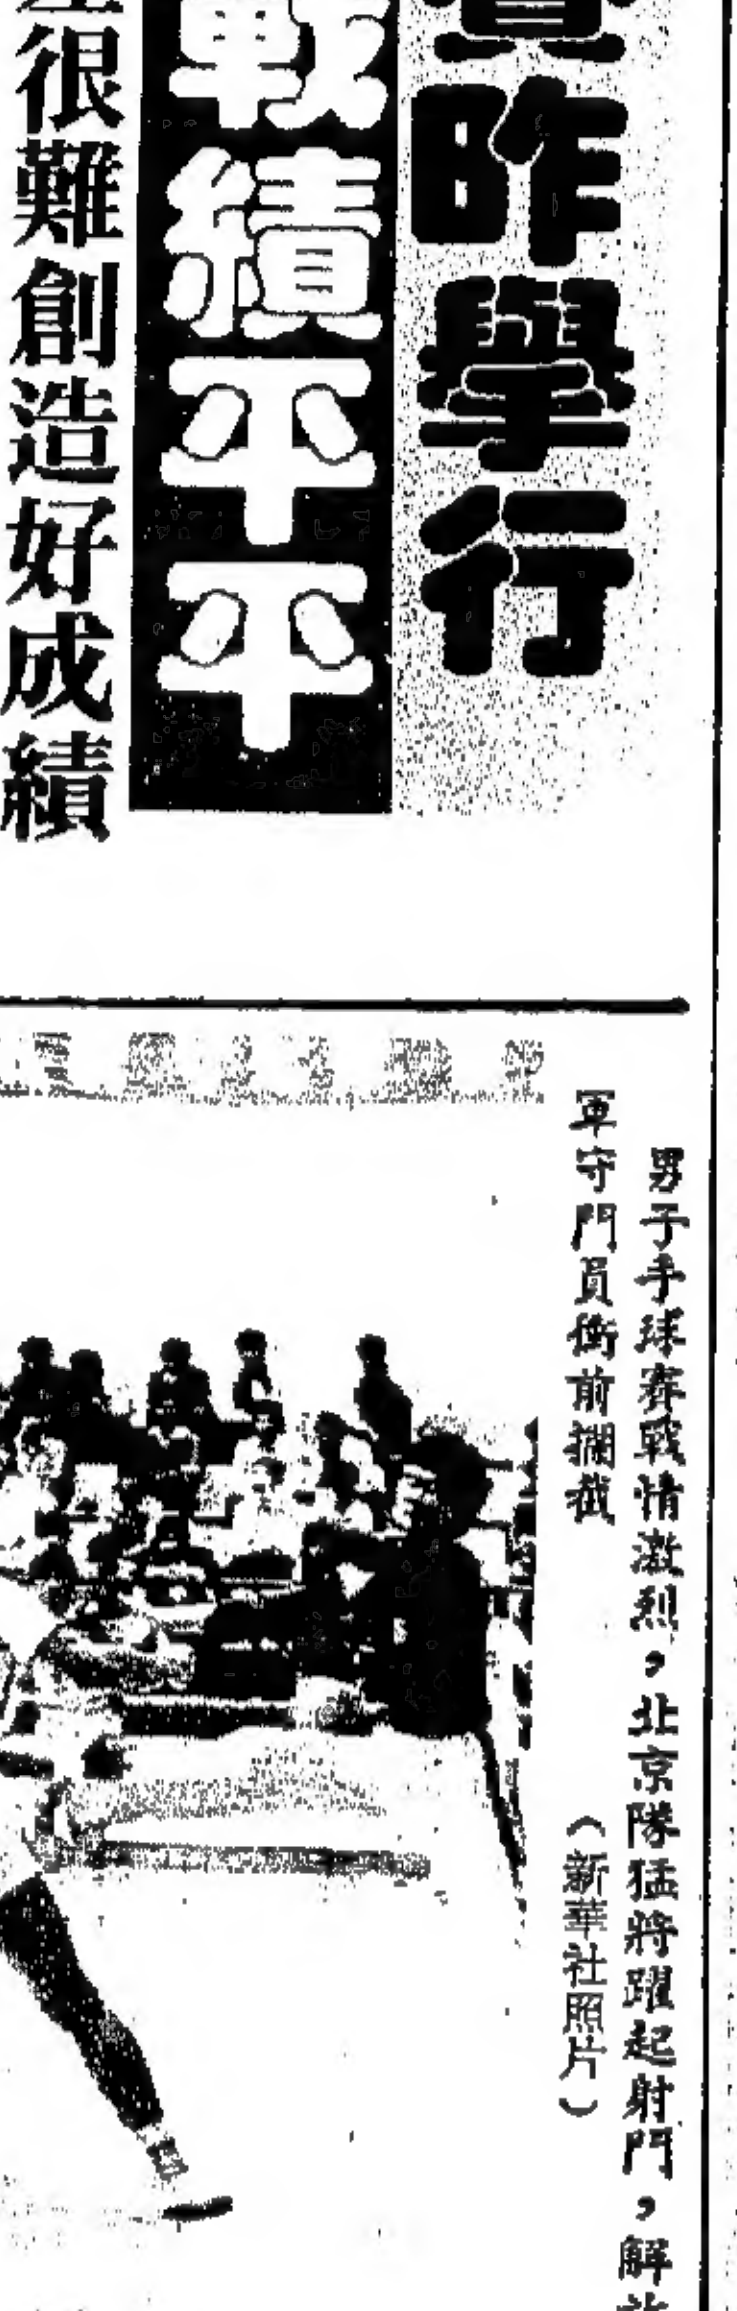 昨舉行
戰績平平
很難創造好成績
男子手球賽戰情激烈，北京隊猛將躍起射門，解
軍守門員衝前攔截
（新華社照片）